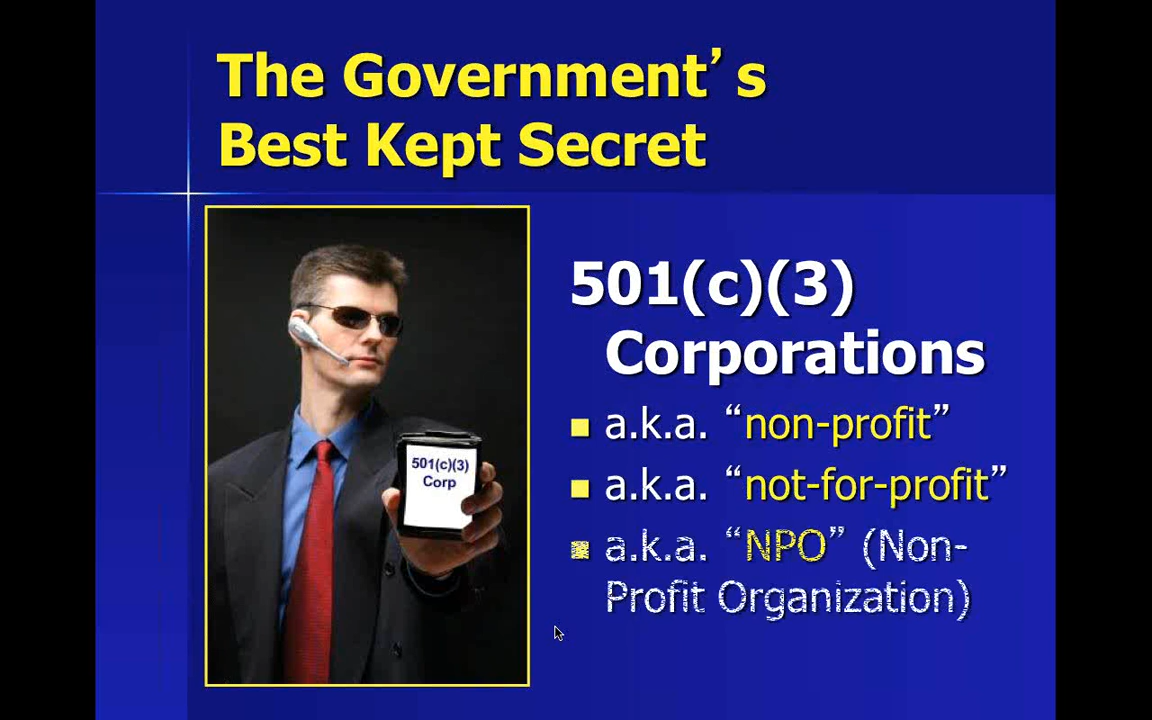 The Government’s
Best Kept Secret
501(c)(3)
Corp
501(c)(3)
Corporations
a.k.a. “non-profit”
a.k.a. “not-for-profit”
a.k.a. “NPO” (Non-
Profit Organization)